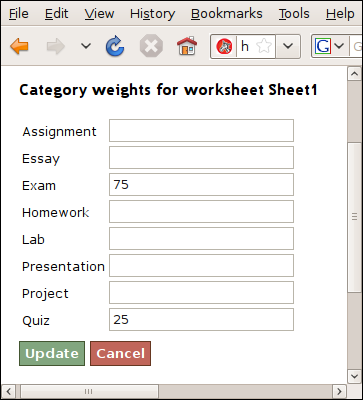 File Edit View History Bookmarks Tools Help
h G
Category weights for worksheet Sheet1
Assignment
Essay
Exam 75
Homework
Lab
Presentation
Project
Quiz 25
Update Cancel